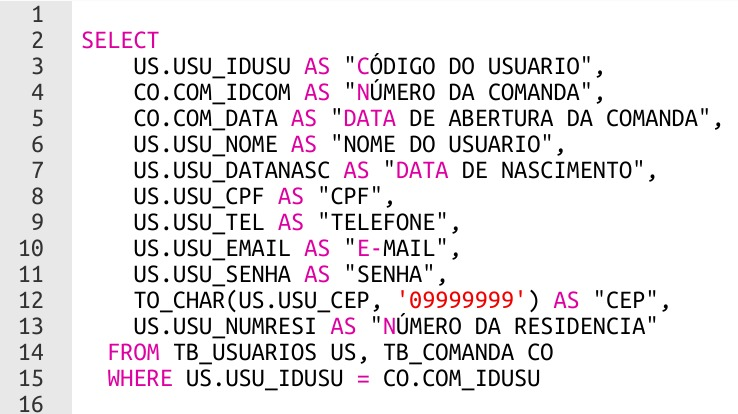 1
2 SELECT
3 US.USU_IDUSU AS "CÓDIGO DO USUARIO",
4 CO.COM_IDCOM AS "NÚMERO DA COMANDA",
5 CO.COM_DATA AS "DATA DE ABERTURA DA COMANDA",
6 US.USU_NOME AS "NOME DO USUARIO",
7 US.USU_DATANASC AS "DATA DE NASCIMENTO",
8 US.USU_CPF AS "CPF",
9 US.USU_TEL AS "TELEFONE",
10 US.USU_EMAIL AS "E-MAIL",
11 US.USU_SENHA AS "SENHA",
12 TO_CHAR(US.USU_CEP, '09999999') AS "CEP",
13 US.USU_NUMRESI AS "NÚMERO DA RESIDENCIA"
14 FROM TB_USUARIOS US, TB_COMANDA CO
15 WHERE US.USU_IDUSU = CO.COM_IDUSU
16